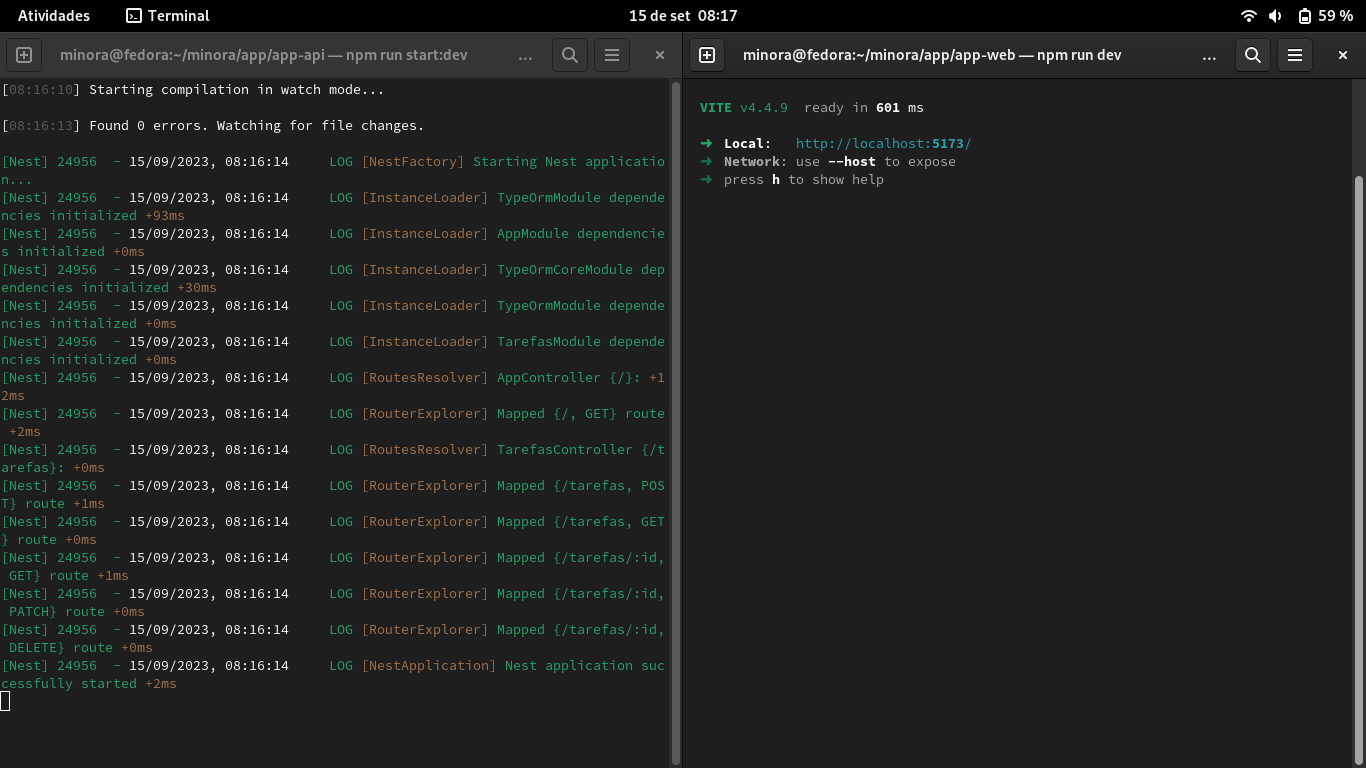 Atividades Terminal 15 de set 08:17 59 %
minora@fedora:~/minora/app/app-api — npm run start:dev ...
[08:16:10] Starting compilation in watch mode...
[08:16:13] Found 0 errors. Watching for file changes.
[Nest] 24956  - 15/09/2023, 08:16:14     LOG [NestFactory] Starting Nest applicatio
n...
[Nest] 24956  - 15/09/2023, 08:16:14     LOG [InstanceLoader] TypeOrmModule depende
ncies initialized +93ms
[Nest] 24956  - 15/09/2023, 08:16:14     LOG [InstanceLoader] AppModule dependencie
s initialized +0ms
[Nest] 24956  - 15/09/2023, 08:16:14     LOG [InstanceLoader] TypeOrmCoreModule dep
endencies initialized +30ms
[Nest] 24956  - 15/09/2023, 08:16:14     LOG [InstanceLoader] TypeOrmModule depende
ncies initialized +0ms
[Nest] 24956  - 15/09/2023, 08:16:14     LOG [InstanceLoader] TarefasModule depende
ncies initialized +0ms
[Nest] 24956  - 15/09/2023, 08:16:14     LOG [RoutesResolver] AppController {/}: +1
2ms
[Nest] 24956  - 15/09/2023, 08:16:14     LOG [RouterExplorer] Mapped {/, GET} route
 +2ms
[Nest] 24956  - 15/09/2023, 08:16:14     LOG [RoutesResolver] TarefasController {/t
arefas}: +0ms
[Nest] 24956  - 15/09/2023, 08:16:14     LOG [RouterExplorer] Mapped {/tarefas, POS
T} route +1ms
[Nest] 24956  - 15/09/2023, 08:16:14     LOG [RouterExplorer] Mapped {/tarefas, GET
} route +0ms
[Nest] 24956  - 15/09/2023, 08:16:14     LOG [RouterExplorer] Mapped {/tarefas/:id,
 GET} route +1ms
[Nest] 24956  - 15/09/2023, 08:16:14     LOG [RouterExplorer] Mapped {/tarefas/:id,
 PATCH} route +0ms
[Nest] 24956  - 15/09/2023, 08:16:14     LOG [RouterExplorer] Mapped {/tarefas/:id,
 DELETE} route +0ms
[Nest] 24956  - 15/09/2023, 08:16:14     LOG [NestApplication] Nest application suc
cessfully started +2ms
minora@fedora:~/minora/app/app-web — npm run dev ...
VITE v4.4.9  ready in 601 ms
➜  Local:   http://localhost:5173/
➜  Network: use --host to expose
➜  press h to show help